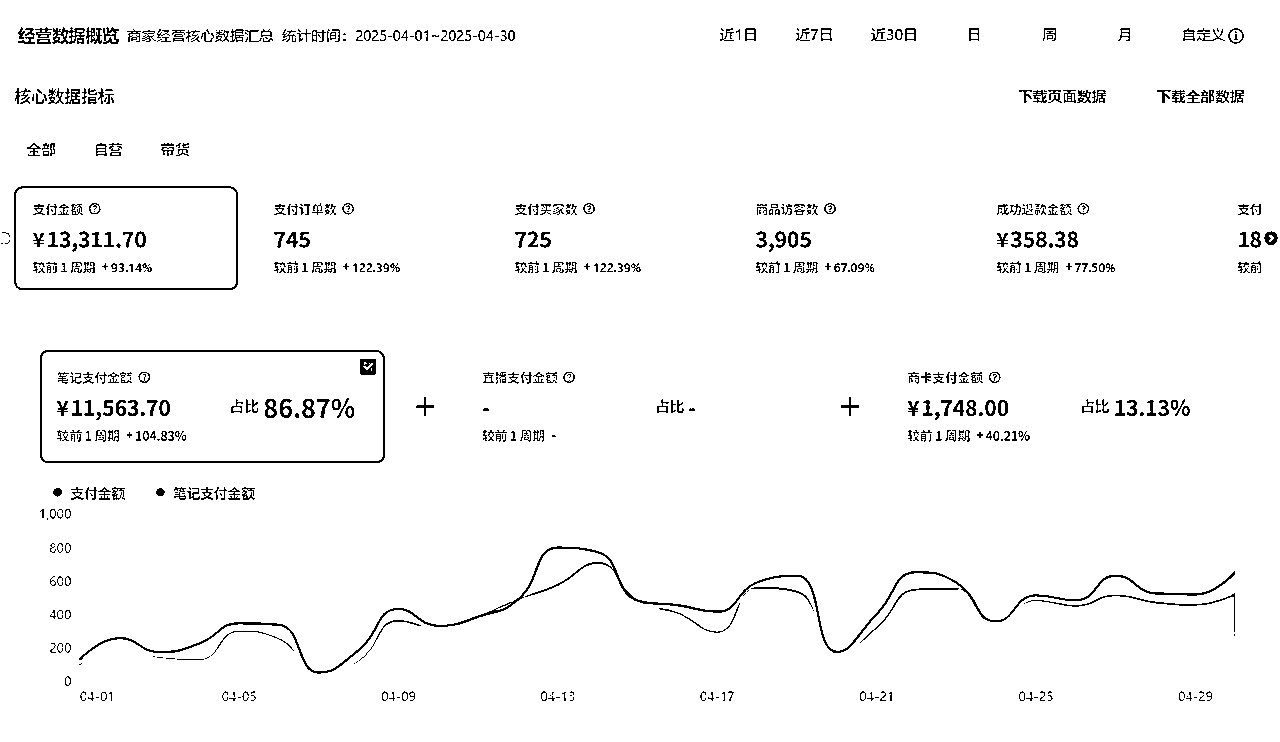 经营数据概览 商家经营核心数据汇总 统计时间：2025-04-01~2025-04-30 近1日 近7日 近30日 日 周 月 自定义
核心数据指标 下载页面数据 下载全部数据
全部 自营 带货
支付金额 支付订单数 支付买家数 商品访客数 成功退款金额 支付
¥13,311.70 745 725 3,905 ¥358.38 18
较前1周期 +93.14% 较前1周期 +122.39% 较前1周期 +122.39% 较前1周期 +67.09% 较前1周期 +77.50% 较前
笔记支付金额 直播支付金额 商卡支付金额
¥11,563.70 占比 86.87% + - 占比 - + ¥1,748.00 占比 13.13%
较前1周期 +104.83% 较前1周期 - 较前1周期 +40.21%
支付金额 笔记支付金额
1,000
800
600
400
200
0
04-01 04-05 04-09 04-13 04-17 04-21 04-25 04-29